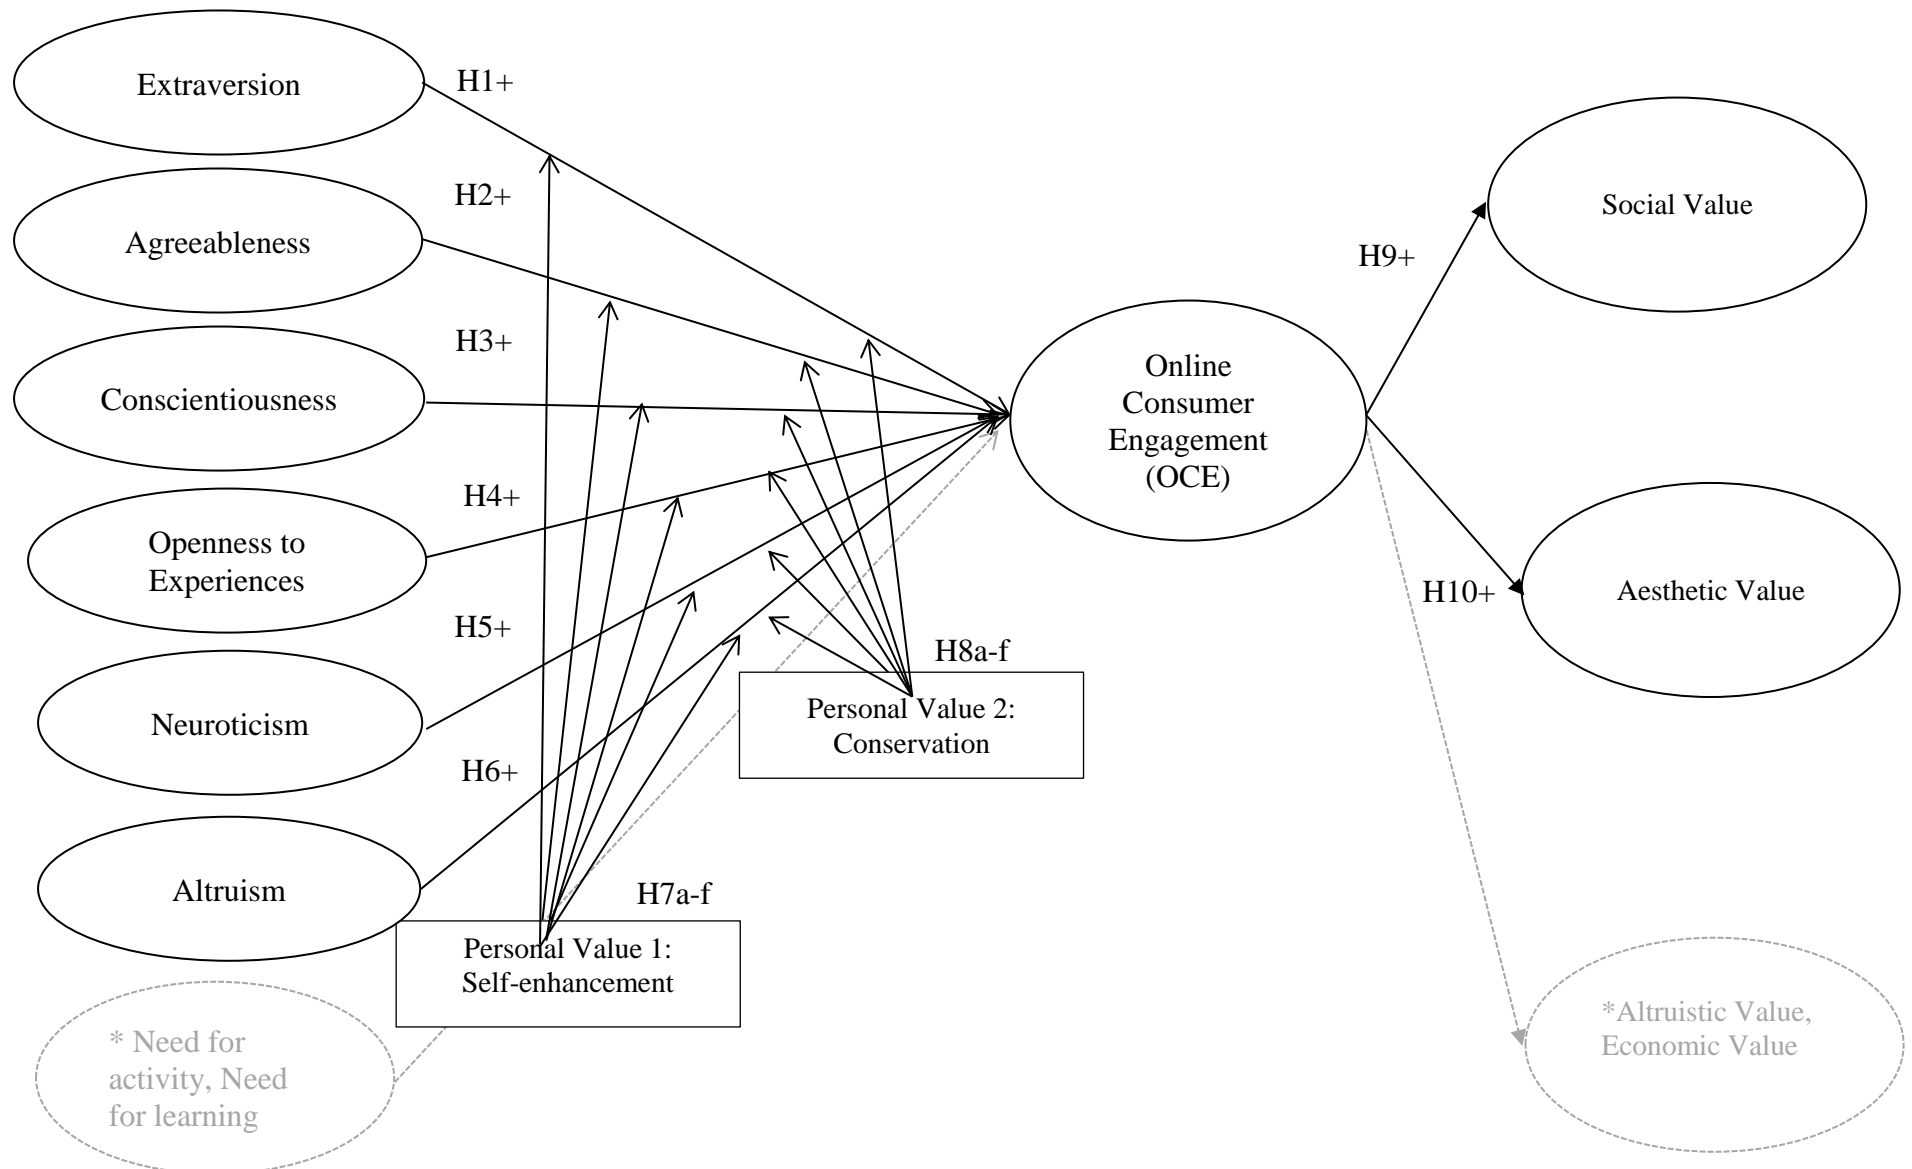 Extraversion
H1+
Agreeableness
H2+
Conscientiousness
H3+
Openness to
Experiences
H4+
Neuroticism
H5+
Altruism
H6+
* Need for
activity, Need
for learning
Personal Value 1:
Self-enhancement
H7a-f
Personal Value 2:
Conservation
H8a-f
Online
Consumer
Engagement
(OCE)
H9+
Social Value
H10+
Aesthetic Value
*Altruistic Value,
Economic Value